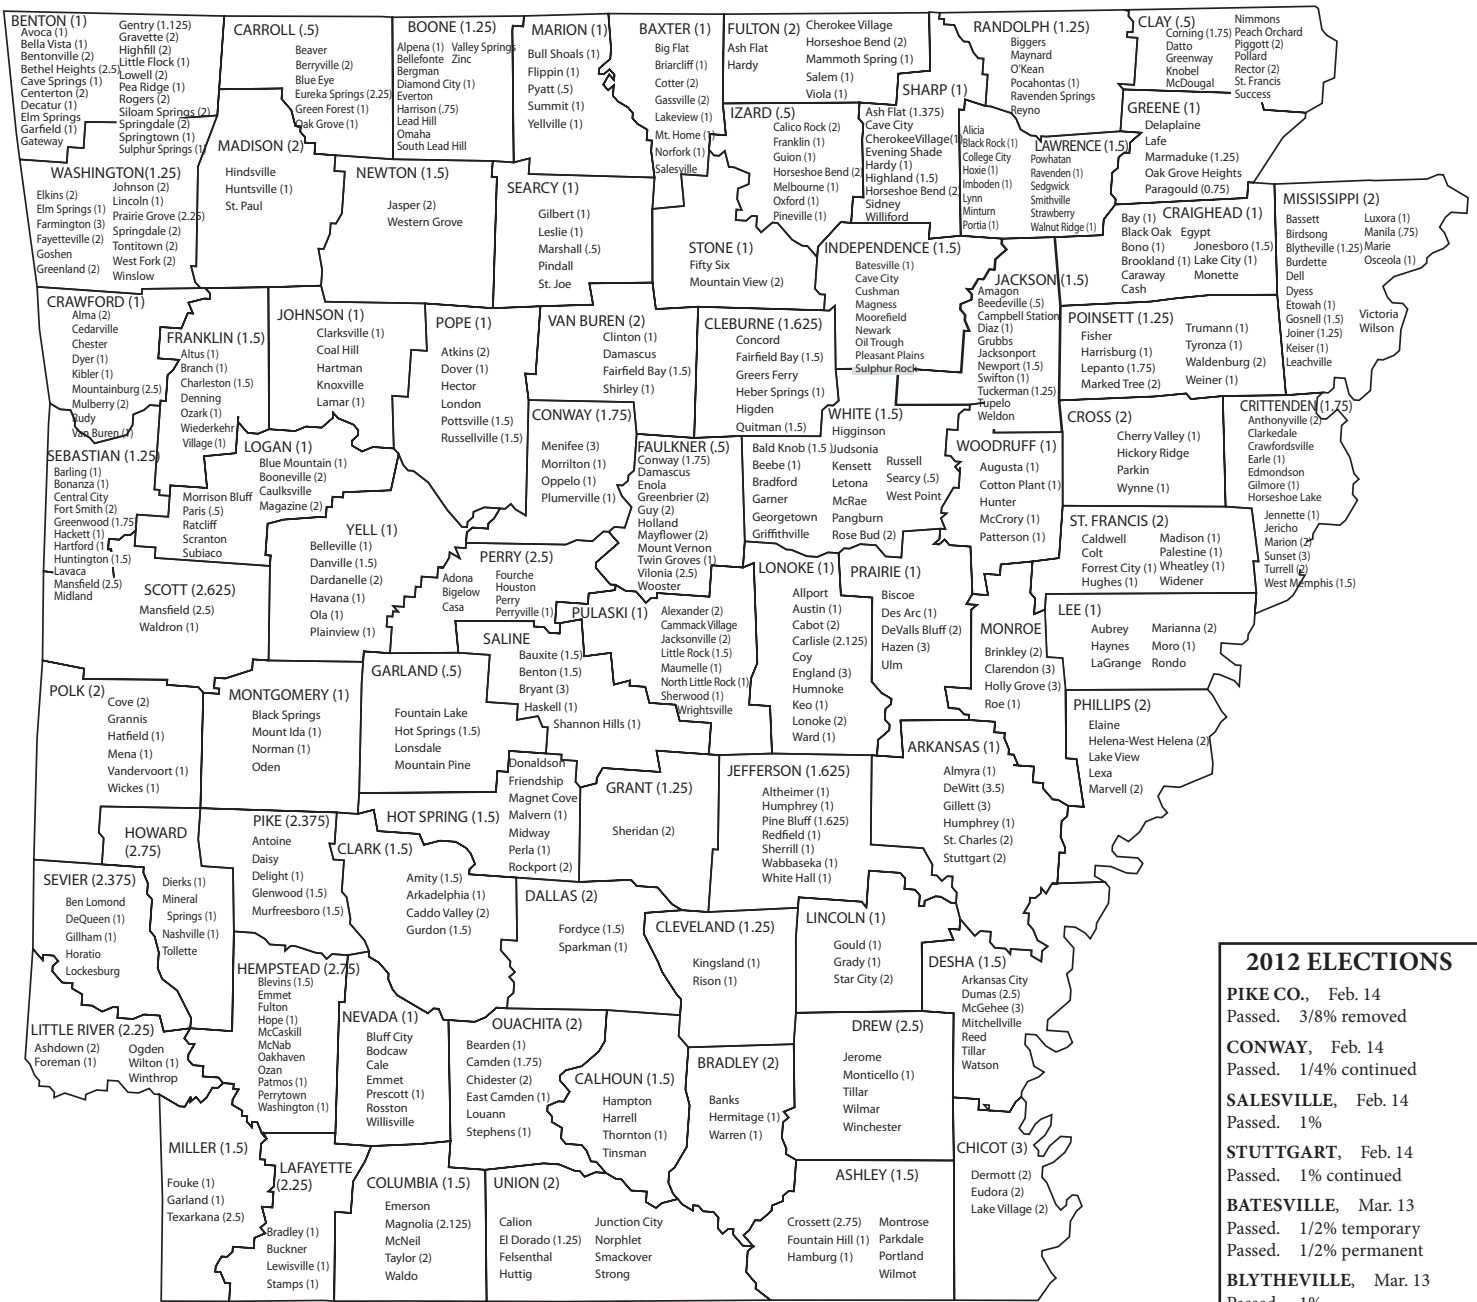 BENTON (1)
Avoca (1)
Bella Vista (1)
Bentonville (2)
Bethel Heights (2.5)
Cave Springs (1)
Centerton (2)
Decatur (1)
Elm Springs
Garfield (1)
Gateway
Gentry (1.125)
Gravette (2)
Highfill (2)
Little Flock (1)
Lowell (2)
Pea Ridge (1)
Rogers (2)
Siloam Springs (2)
Springdale (2)
Springtown (1)
Sulphur Springs (1)
CARROLL (.5)
Beaver
Berryville (2)
Blue Eye
Eureka Springs (2.25)
Green Forest (1)
Oak Grove (1)
BOONE (1.25)
Alpena (1)
Bellefonte
Bergman
Diamond City (1)
Everton
Harrison (.75)
Lead Hill
Omaha
South Lead Hill
Valley Springs
Zinc
MARION (1)
Bull Shoals (1)
Flippin (1)
Pyatt (.5)
Summit (1)
Yellville (1)
BAXTER (1)
Big Flat
Briarcliff (1)
Cotter (2)
Gassville (2)
Lakeview (1)
Mt. Home (1)
Norfork (1)
Salesville
FULTON (2)
Ash Flat
Hardy
Cherokee Village
Horseshoe Bend (2)
Mammoth Spring (1)
Salem (1)
Viola (1)
SHARP (1)
Ash Flat (1.375)
Cave City
CherokeeVillage(1)
Evening Shade
Hardy (1)
Highland (1.5)
Horseshoe Bend (2)
Sidney
Williford
RANDOLPH (1.25)
Biggers
Maynard
O'Kean
Pocahontas (1)
Ravenden Springs
Reyno
CLAY (.5)
Corning (1.75)
Datto
Greenway
Knobel
McDougal
Nimmons
Peach Orchard
Piggott (2)
Pollard
Rector (2)
St. Francis
Success
GREENE (1)
Delaplaine
Lafe
Marmaduke (1.25)
Oak Grove Heights
Paragould (0.75)
IZARD (.5)
Calico Rock (2)
Franklin (1)
Guion (1)
Horseshoe Bend (2)
Melbourne (1)
Oxford (1)
Pineville (1)
LAWRENCE (1.5)
Alicia
Black Rock (1)
College City
Hoxie (1)
Imboden (1)
Lynn
Minturn
Portia (1)
Powhatan
Ravenden (1)
Sedgwick
Smithville
Strawberry
Walnut Ridge (1)
WASHINGTON(1.25)
Elkins (2)
Elm Springs (1)
Farmington (3)
Fayetteville (2)
Goshen
Greenland (2)
Johnson (2)
Lincoln (1)
Prairie Grove (2.25)
Springdale (2)
Tontitown (2)
West Fork (2)
Winslow
MADISON (2)
Hindsville
Huntsville (1)
St. Paul
NEWTON (1.5)
Jasper (2)
Western Grove
SEARCY (1)
Gilbert (1)
Leslie (1)
Marshall (.5)
Pindall
St. Joe
STONE (1)
Fifty Six
Mountain View (2)
INDEPENDENCE (1.5)
Batesville (1)
Cave City
Cushman
Magness
Moorefield
Newark
Oil Trough
Pleasant Plains
Sulphur Rock
JACKSON (1.5)
Amagon
Beedeville (.5)
Campbell Station
Diaz (1)
Grubbs
Jacksonport
Newport (1.5)
Swifton (1)
Tuckerman (1.25)
Tupelo
Weldon
CRAIGHEAD (1)
Bay (1)
Black Oak
Bono (1)
Brookland (1)
Caraway
Cash
Egypt
Jonesboro (1.5)
Lake City (1)
Monette
MISSISSIPPI (2)
Bassett
Birdsong
Blytheville (1.25)
Burdette
Dell
Dyess
Etowah (1)
Gosnell (1.5)
Joiner (1.25)
Keiser (1)
Leachville
Luxora (1)
Manila (.75)
Marie
Osceola (1)
Victoria
Wilson
CRAWFORD (1)
Alma (2)
Cedarville
Chester
Dyer (1)
Kibler (1)
Mountainburg (2.5)
Mulberry (2)
Rudy
Van Buren (1)
FRANKLIN (1.5)
Altus (1)
Branch (1)
Charleston (1.5)
Denning
Ozark (1)
Wiederkehr
Village (1)
JOHNSON (1)
Clarksville (1)
Coal Hill
Hartman
Knoxville
Lamar (1)
POPE (1)
Atkins (2)
Dover (1)
Hector
London
Pottsville (1.5)
Russellville (1.5)
VAN BUREN (2)
Clinton (1)
Damascus
Fairfield Bay (1.5)
Shirley (1)
CLEBURNE (1.625)
Concord
Fairfield Bay (1.5)
Greers Ferry
Heber Springs (1)
Higden
Quitman (1.5)
POINSETT (1.25)
Fisher
Harrisburg (1)
Lepanto (1.75)
Marked Tree (2)
Trumann (1)
Tyronza (1)
Waldenburg (2)
Weiner (1)
SEBASTIAN (1.25)
Barling (1)
Bonanza (1)
Central City
Fort Smith (2)
Greenwood (1.75)
Hackett (1)
Hartford (1)
Huntington (1.5)
Lavaca
Mansfield (2.5)
Midland
LOGAN (1)
Blue Mountain (1)
Booneville (2)
Caulksville
Magazine (2)
Morrison Bluff
Paris (.5)
Ratcliff
Scranton
Subiaco
CONWAY (1.75)
Menifee (3)
Morrilton (1)
Oppelo (1)
Plumerville (1)
FAULKNER (.5)
Conway (1.75)
Damascus
Enola
Greenbrier (2)
Guy (2)
Holland
Mayflower (2)
Mount Vernon
Twin Groves (1)
Vilonia (2.5)
Wooster
WHITE (1.5)
Higginson
Bald Knob (1.5)
Beebe (1)
Bradford
Garner
Georgetown
Griffithville
Judsonia
Kensett
Letona
McRae
Pangburn
Rose Bud (2)
Russell
Searcy (.5)
West Point
WOODRUFF (1)
Augusta (1)
Cotton Plant (1)
Hunter
McCrory (1)
Patterson (1)
CROSS (2)
Cherry Valley (1)
Hickory Ridge
Parkin
Wynne (1)
CRITTENDEN (1.75)
Anthonyville (2)
Clarkedale
Crawfordsville
Earle (1)
Edmondson
Gilmore (1)
Horseshoe Lake
Jennette (1)
Jericho
Marion (2)
Sunset (3)
Turrell (2)
West Memphis (1.5)
ST. FRANCIS (2)
Caldwell
Colt
Forrest City (1)
Hughes (1)
Madison (1)
Palestine (1)
Wheatley (1)
Widener
SCOTT (2.625)
Mansfield (2.5)
Waldron (1)
YELL (1)
Belleville (1)
Danville (1.5)
Dardanelle (2)
Havana (1)
Ola (1)
Plainview (1)
PERRY (2.5)
Adona
Bigelow
Casa
Fourche
Houston
Perry
Perryville (1)
PULASKI (1)
Alexander (2)
Cammack Village
Jacksonville (2)
Little Rock (1.5)
Maumelle (1)
North Little Rock (1)
Sherwood (1)
Wrightsville
LONOKE (1)
Allport
Austin (1)
Cabot (2)
Carlisle (2.125)
Coy
England (3)
Humnoke
Keo (1)
Lonoke (2)
Ward (1)
PRAIRIE (1)
Biscoe
Des Arc (1)
DeValls Bluff (2)
Hazen (3)
Ulm
MONROE
Brinkley (2)
Clarendon (3)
Holly Grove (3)
Roe (1)
LEE (1)
Aubrey
Haynes
LaGrange
Marianna (2)
Moro (1)
Rondo
POLK (2)
Cove (2)
Grannis
Hatfield (1)
Mena (1)
Vandervoort (1)
Wickes (1)
MONTGOMERY (1)
Black Springs
Mount Ida (1)
Norman (1)
Oden
GARLAND (.5)
Fountain Lake
Hot Springs (1.5)
Lonsdale
Mountain Pine
SALINE
Bauxite (1.5)
Benton (1.5)
Bryant (3)
Haskell (1)
Shannon Hills (1)
PHILLIPS (2)
Elaine
Helena-West Helena (2)
Lake View
Lexa
Marvell (2)
HOWARD
(2.75)
Dierks (1)
Mineral
Springs (1)
Nashville (1)
Tollette
PIKE (2.375)
Antoine
Daisy
Delight (1)
Glenwood (1.5)
Murfreesboro (1.5)
HOT SPRING (1.5)
Donaldson
Friendship
Magnet Cove
Malvern (1)
Midway
Perla (1)
Rockport (2)
CLARK (1.5)
Amity (1.5)
Arkadelphia (1)
Caddo Valley (2)
Gurdon (1.5)
GRANT (1.25)
Sheridan (2)
JEFFERSON (1.625)
Altheimer (1)
Humphrey (1)
Pine Bluff (1.625)
Redfield (1)
Sherrill (1)
Wabbaseka (1)
White Hall (1)
ARKANSAS (1)
Almyra (1)
DeWitt (3.5)
Gillett (3)
Humphrey (1)
St. Charles (2)
Stuttgart (2)
SEVIER (2.375)
Ben Lomond
DeQueen (1)
Gillham (1)
Horatio
Lockesburg
DALLAS (2)
Fordyce (1.5)
Sparkman (1)
CLEVELAND (1.25)
Kingsland (1)
Rison (1)
LINCOLN (1)
Gould (1)
Grady (1)
Star City (2)
DESHA (1.5)
Arkansas City
Dumas (2.5)
McGehee (3)
Mitchellville
Reed
Tillar
Watson
LITTLE RIVER (2.25)
Ashdown (2)
Foreman (1)
Ogden
Wilton (1)
Winthrop
HEMPSTEAD (2.75)
Blevins (1.5)
Emmet
Fulton
Hope (1)
McCaskill
McNab
Oakhaven
Ozan
Patmos (1)
Perrytown
Washington (1)
NEVADA (1)
Bluff City
Bodcaw
Cale
Emmet
Prescott (1)
Rosston
Willisville
OUACHITA (2)
Bearden (1)
Camden (1.75)
Chidester (2)
East Camden (1)
Louann
Stephens (1)
CALHOUN (1.5)
Hampton
Harrell
Thornton (1)
Tinsman
BRADLEY (2)
Banks
Hermitage (1)
Warren (1)
DREW (2.5)
Jerome
Monticello (1)
Tillar
Wilmar
Winchester
MILLER (1.5)
Fouke (1)
Garland (1)
Texarkana (2.5)
LAFAYETTE
(2.25)
Bradley (1)
Buckner
Lewisville (1)
Stamps (1)
COLUMBIA (1.5)
Emerson
Magnolia (2.125)
McNeil
Taylor (2)
Waldo
UNION (2)
Calion
El Dorado (1.25)
Felsenthal
Huttig
Junction City
Norphlet
Smackover
Strong
ASHLEY (1.5)
Crossett (2.75)
Fountain Hill (1)
Hamburg (1)
Montrose
Parkdale
Portland
Wilmot
CHICOT (3)
Dermott (2)
Eudora (2)
Lake Village (2)
2012 ELECTIONS
PIKE CO., Feb. 14
Passed. 3/8% removed
CONWAY, Feb. 14
Passed. 1/4% continued
SALESVILLE, Feb. 14
Passed. 1%
STUTTGART, Feb. 14
Passed. 1% continued
BATESVILLE, Mar. 13
Passed. 1/2% temporary
Passed. 1/2% permanent
BLYTHEVILLE, Mar. 13
Passed. 1%